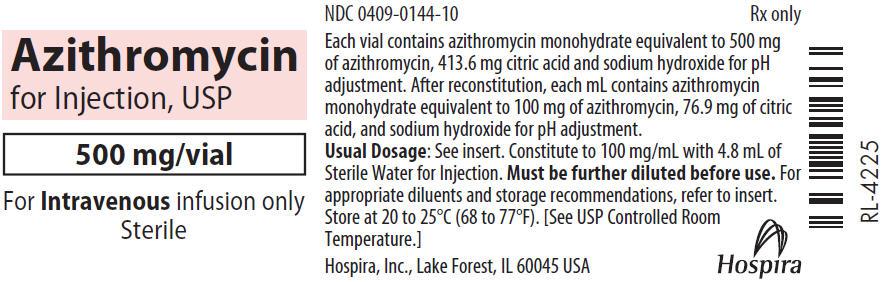 Azithromycin
for Injection, USP
500 mg/vial
For Intravenous infusion only
Sterile
NDC 0409-0144-10 Rx only
Each vial contains azithromycin monohydrate equivalent to 500 mg
of azithromycin, 413.6 mg citric acid and sodium hydroxide for pH
adjustment. After reconstitution, each mL contains azithromycin
monohydrate equivalent to 100 mg of azithromycin, 76.9 mg of citric
acid, and sodium hydroxide for pH adjustment.
Usual Dosage: See insert. Constitute to 100 mg/mL with 4.8 mL of
Sterile Water for Injection. Must be further diluted before use. For
appropriate diluents and storage recommendations, refer to insert.
Store at 20 to 25°C (68 to 77°F). [See USP Controlled Room
Temperature.]
Hospira, Inc., Lake Forest, IL 60045 USA
Hospira
RL-4225